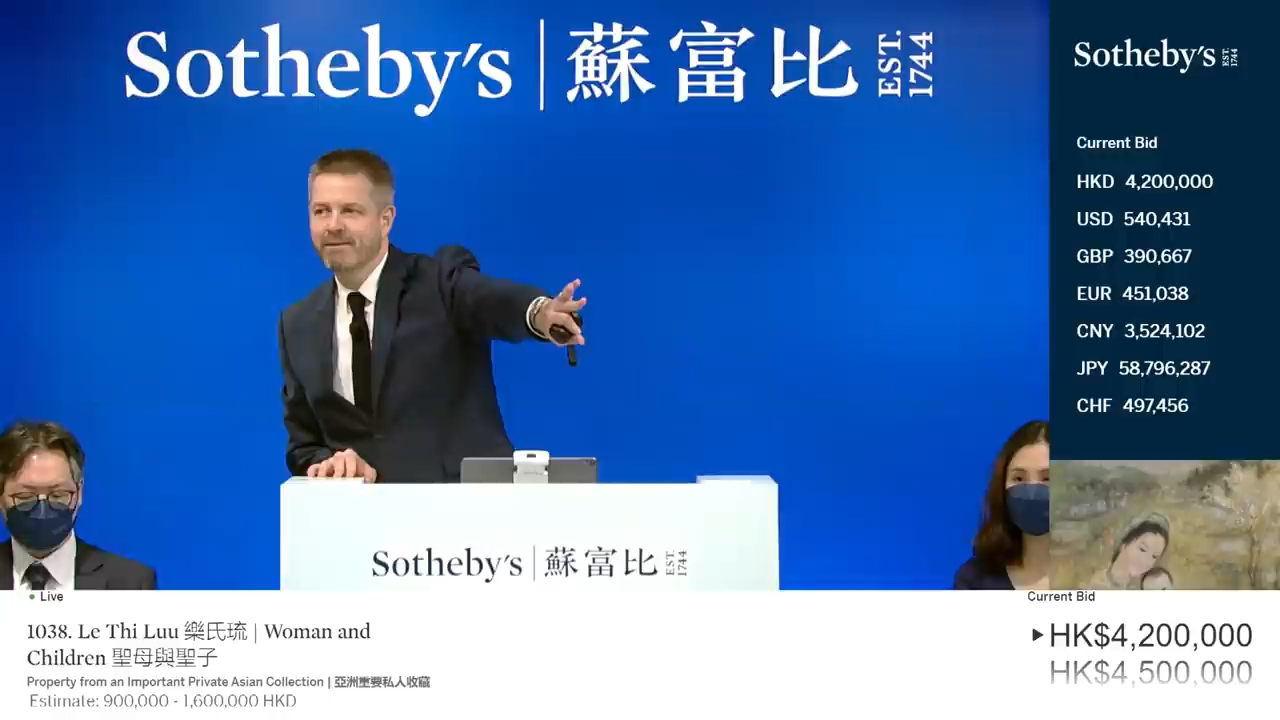 Sotheby's | 蘇富比 EST. 1744
Sotheby's EST. 1744
Current Bid
HKD 4,200,000
USD 540,431
GBP 390,667
EUR 451,038
CNY 3,524,102
JPY 58,796,287
CHF 497,456
Sotheby's | 蘇富比 EST. 1744
Live
1038. Le Thi Luu 樂氏琉 | Woman and
Children 聖母與聖子
Property from an Important Private Asian Collection | 亞洲重要私人收藏
Estimate: 900,000 - 1,600,000 HKD
Current Bid
HK$4,200,000
HK$4,500,000